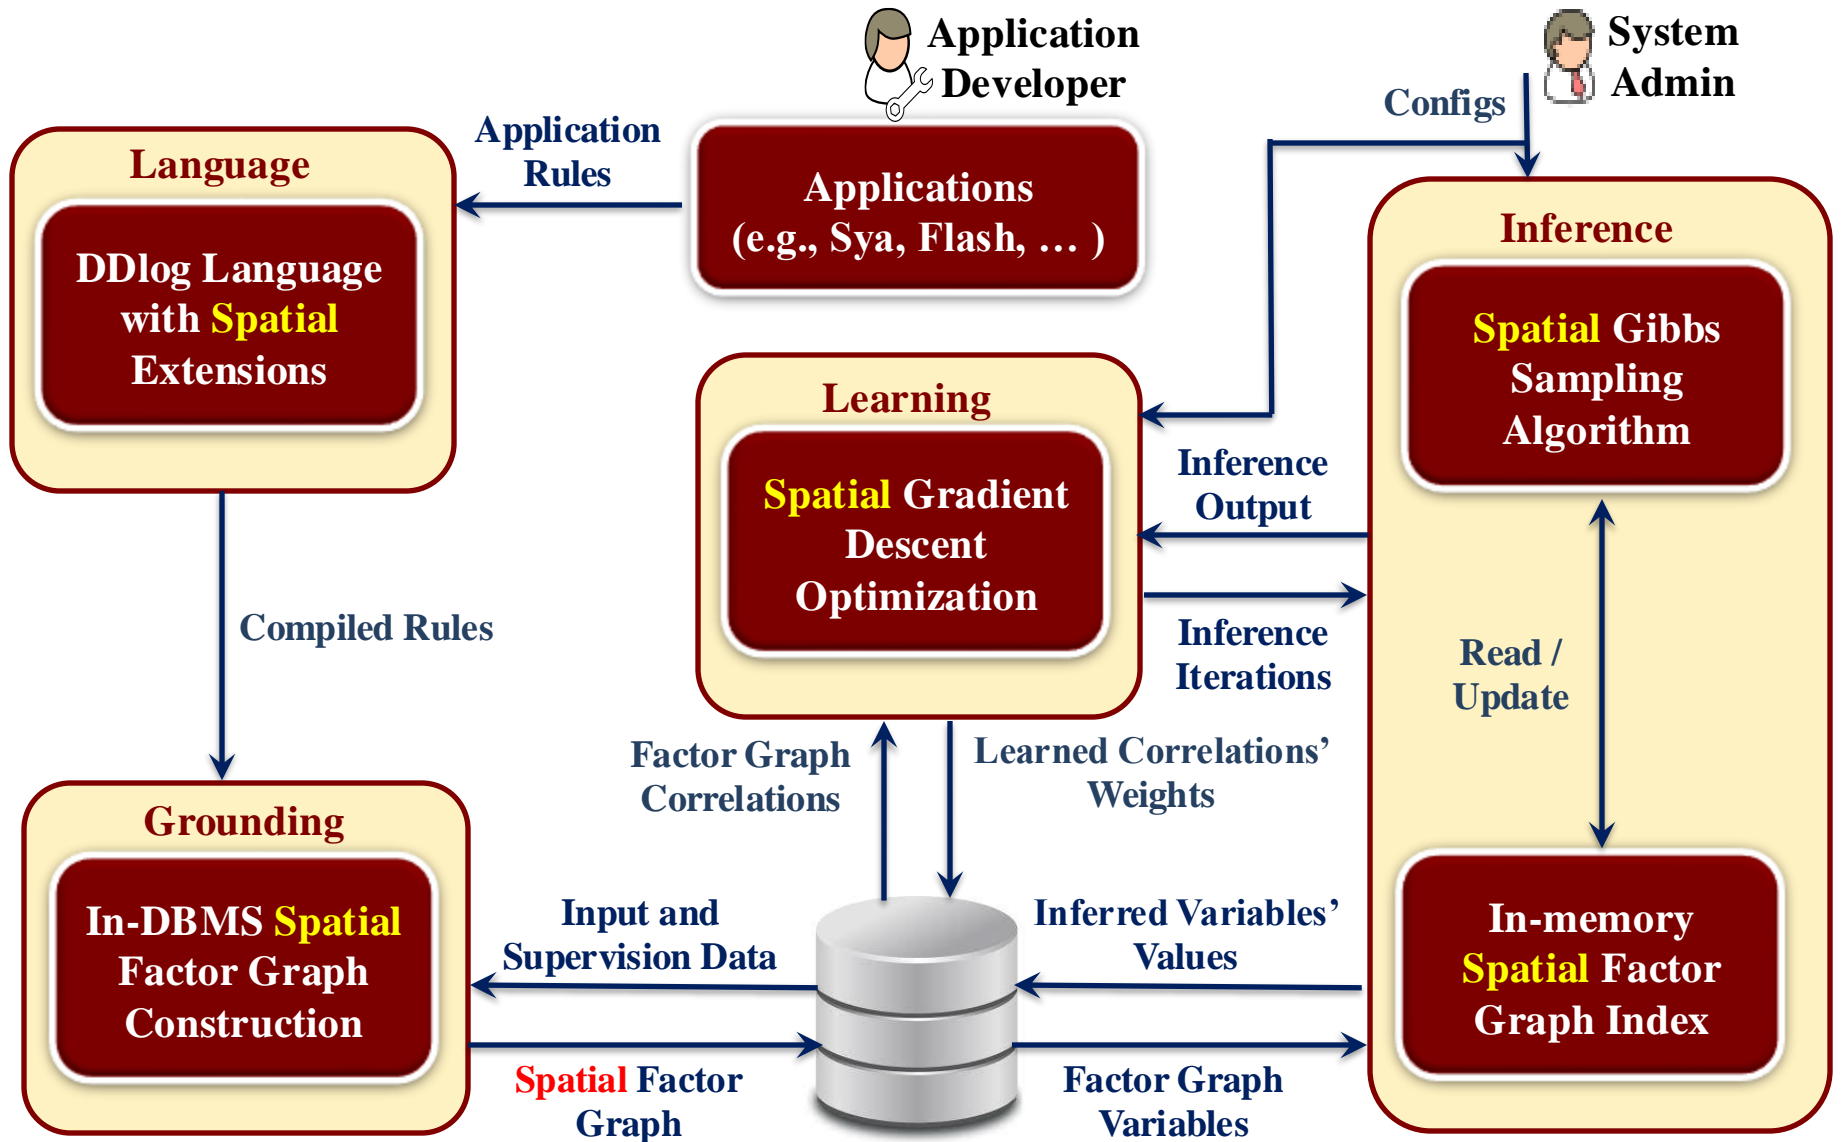 Application
Developer
System
Admin
Configs
Application
Rules
Applications
(e.g., Sya, Flash, … )
Language
DDlog Language
with Spatial
Extensions
Inference
Spatial Gibbs
Sampling
Algorithm
Learning
Spatial Gradient
Descent
Optimization
Inference
Output
Inference
Iterations
Compiled Rules
Read /
Update
Factor Graph
Correlations
Learned Correlations’
Weights
Grounding
In-DBMS Spatial
Factor Graph
Construction
Input and
Supervision Data
Spatial Factor
Graph
Inferred Variables’
Values
Factor Graph
Variables
In-memory
Spatial Factor
Graph Index